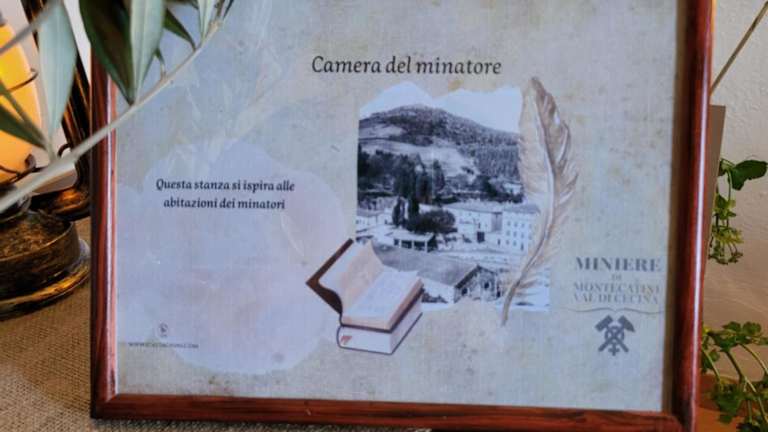 Camera del minatore
Questa stanza si ispira alle
abitazioni dei minatori
MINIERE
DI
MONTECATINI
VAL DI CECINA